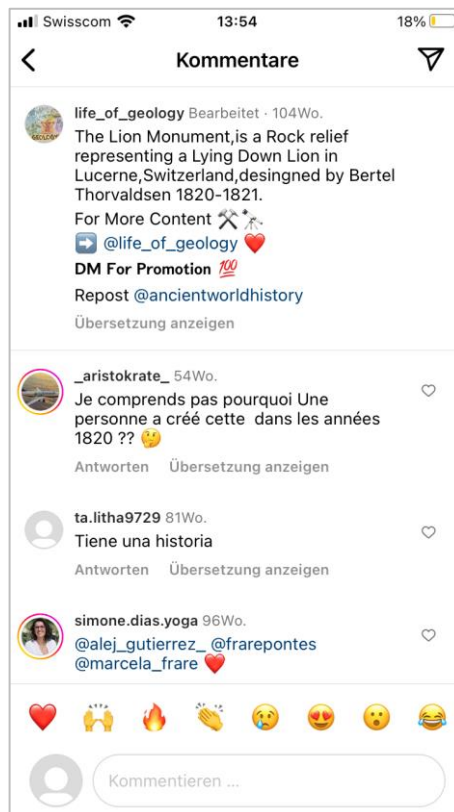 Swisscom 13:54 18%
Kommentare
life_of_geology Bearbeitet · 104Wo.
The Lion Monument,is a Rock relief
representing a Lying Down Lion in
Lucerne,Switzerland,desingned by Bertel
Thorvaldsen 1820-1821.
For More Content ⚒️🔭
➡️ @life_of_geology ❤️
DM For Promotion 💯
Repost @ancientworldhistory
Übersetzung anzeigen
_aristokrate_ 54Wo.
Je comprends pas pourquoi Une
personne a créé cette  dans les années
1820 ?? 🤔
Antworten Übersetzung anzeigen
ta.litha9729 81Wo.
Tiene una historia
Antworten Übersetzung anzeigen
simone.dias.yoga 96Wo.
@alej_gutierrez_ @frarepontes
@marcela_frare ❤️
❤️ 🙌 🔥 👏 😢 😍 😮 😂
Kommentieren ...